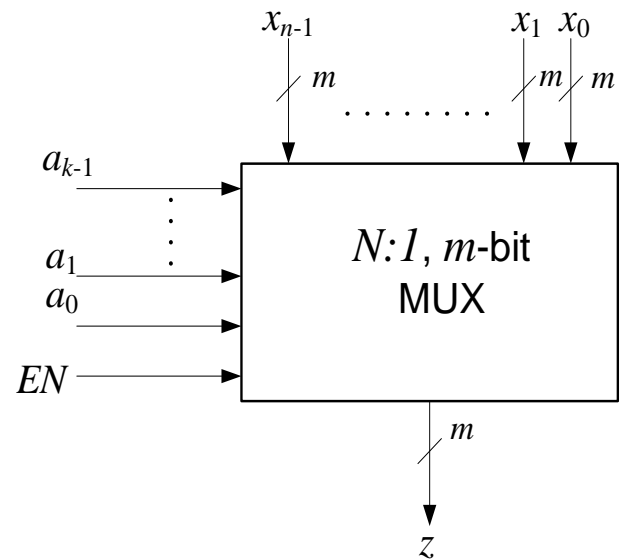 x_{n-1} x_1 x_0
m m m
a_{k-1}
a_1
a_0
EN
N:1, m-bit
MUX
m
z